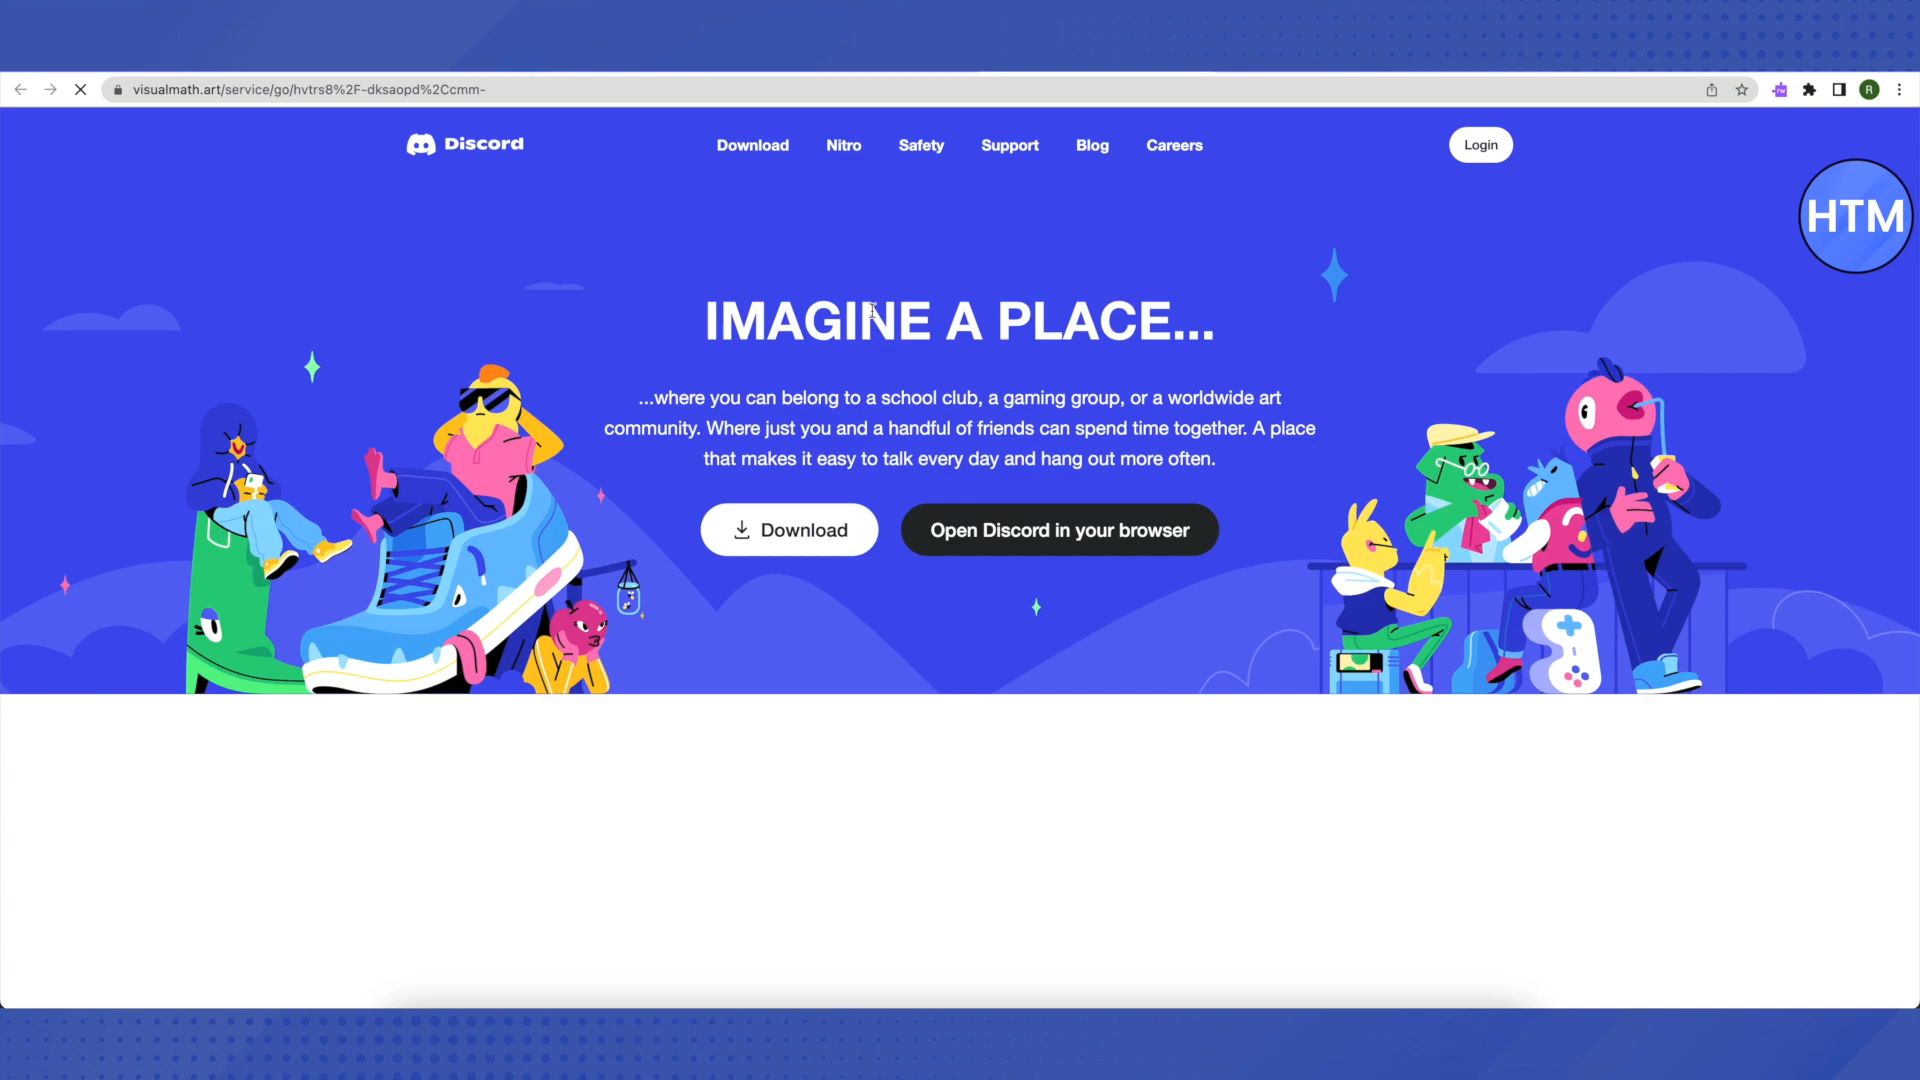 visualmath.art/service/go/hvtrs8%2F-dksaopd%2Ccmm-
rw
R
Discord
Download
Nitro
Safety
Support
Blog
Careers
Login
HTM
IMAGINE A PLACE...
...where you can belong to a school club, a gaming group, or a worldwide art
community. Where just you and a handful of friends can spend time together. A place
that makes it easy to talk every day and hang out more often.
Download
Open Discord in your browser